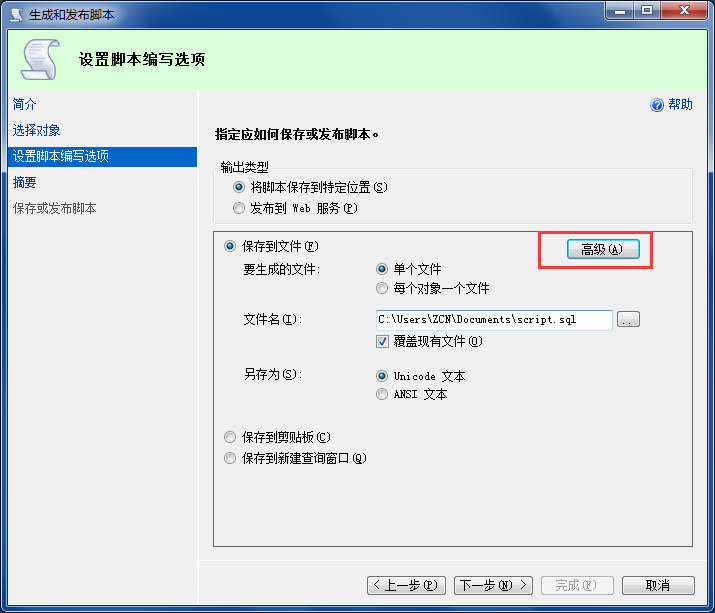 生成和发布脚本
设置脚本编写选项
简介
选择对象
设置脚本编写选项
摘要
保存或发布脚本
帮助
指定应如何保存或发布脚本。
输出类型
将脚本保存到特定位置(S)
发布到 Web 服务(P)
保存到文件(F)
高级(A)
要生成的文件:
单个文件
每个对象一个文件
文件名(I):
C:\Users\ZCN\Documents\script.sql
...
覆盖现有文件(O)
另存为(S):
Unicode 文本
ANSI 文本
保存到剪贴板(C)
保存到新建查询窗口(Q)
< 上一步(P)
下一步(N) >
完成(F)
取消